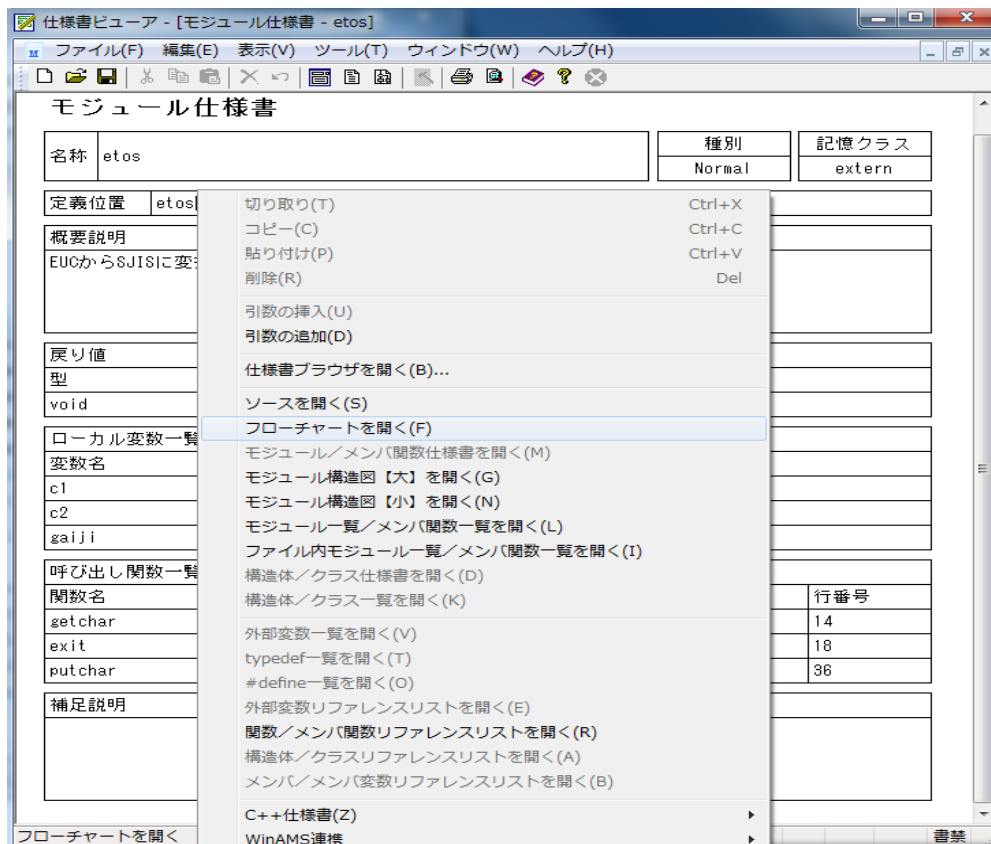 仕様書ビューア - [モジュール仕様書 - etos]
ファイル(F) 編集(E) 表示(V) ツール(T) ウィンドウ(W) ヘルプ(H)
モジュール仕様書
名称 etos
種別 記憶クラス
Normal extern
定義位置 etos
概要説明
EUCからSJISに変
戻り値
型
void
ローカル変数一覧
変数名
c1
c2
gaiji
呼び出し関数一覧
関数名 行番号
getchar 14
exit 18
putchar 36
補足説明
切り取り(T) Ctrl+X
コピー(C) Ctrl+C
貼り付け(P) Ctrl+V
削除(R) Del
引数の挿入(U)
引数の追加(D)
仕様書ブラウザを開く(B)...
ソースを開く(S)
フローチャートを開く(F)
モジュール／メンバ関数仕様書を開く(M)
モジュール構造図【大】を開く(G)
モジュール構造図【小】を開く(N)
モジュール一覧／メンバ関数一覧を開く(L)
ファイル内モジュール一覧／メンバ関数一覧を開く(I)
構造体／クラス仕様書を開く(D)
構造体／クラス一覧を開く(K)
外部変数一覧を開く(V)
typedef一覧を開く(T)
#define一覧を開く(O)
外部変数リファレンスリストを開く(E)
関数／メンバ関数リファレンスリストを開く(R)
構造体／クラスリファレンスリストを開く(A)
メンバ／メンバ変数リファレンスリストを開く(B)
C++仕様書(Z)
WinAMS連携
フローチャートを開く 書禁